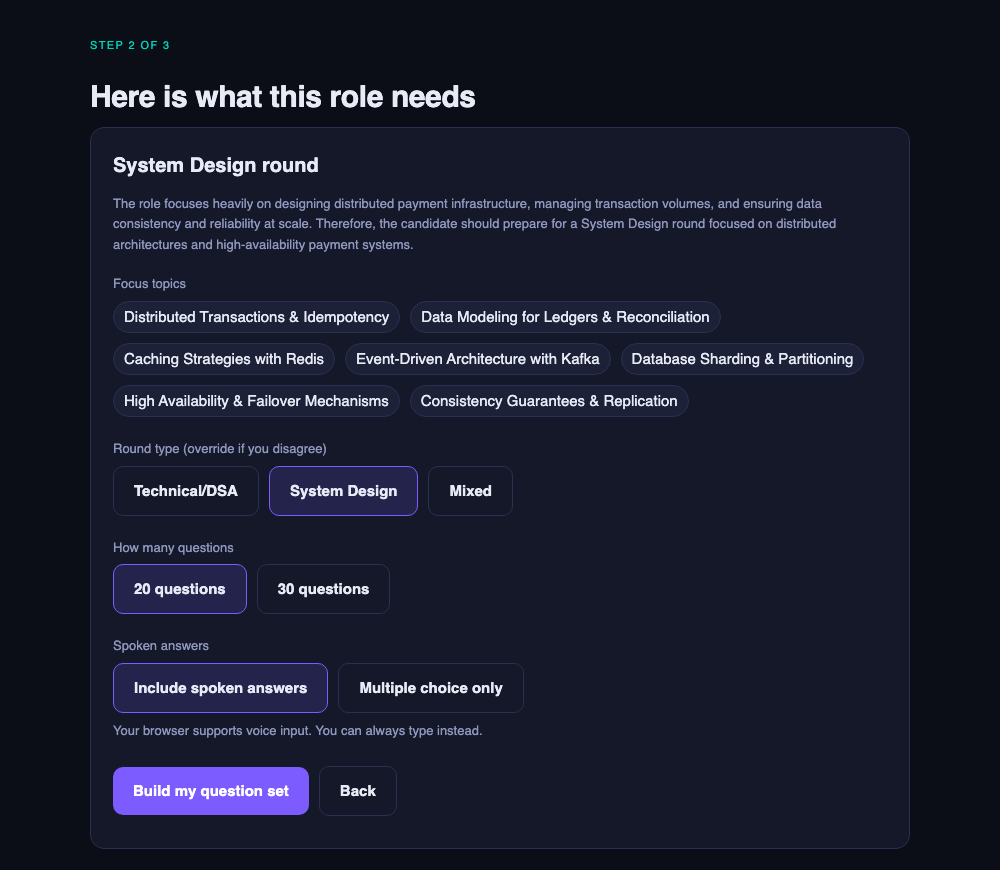 STEP 2 OF 3
Here is what this role needs
System Design round
The role focuses heavily on designing distributed payment infrastructure, managing transaction volumes, and ensuring data
consistency and reliability at scale. Therefore, the candidate should prepare for a System Design round focused on distributed
architectures and high-availability payment systems.
Focus topics
Distributed Transactions & Idempotency Data Modeling for Ledgers & Reconciliation
Caching Strategies with Redis Event-Driven Architecture with Kafka Database Sharding & Partitioning
High Availability & Failover Mechanisms Consistency Guarantees & Replication
Round type (override if you disagree)
Technical/DSA System Design Mixed
How many questions
20 questions 30 questions
Spoken answers
Include spoken answers Multiple choice only
Your browser supports voice input. You can always type instead.
Build my question set Back